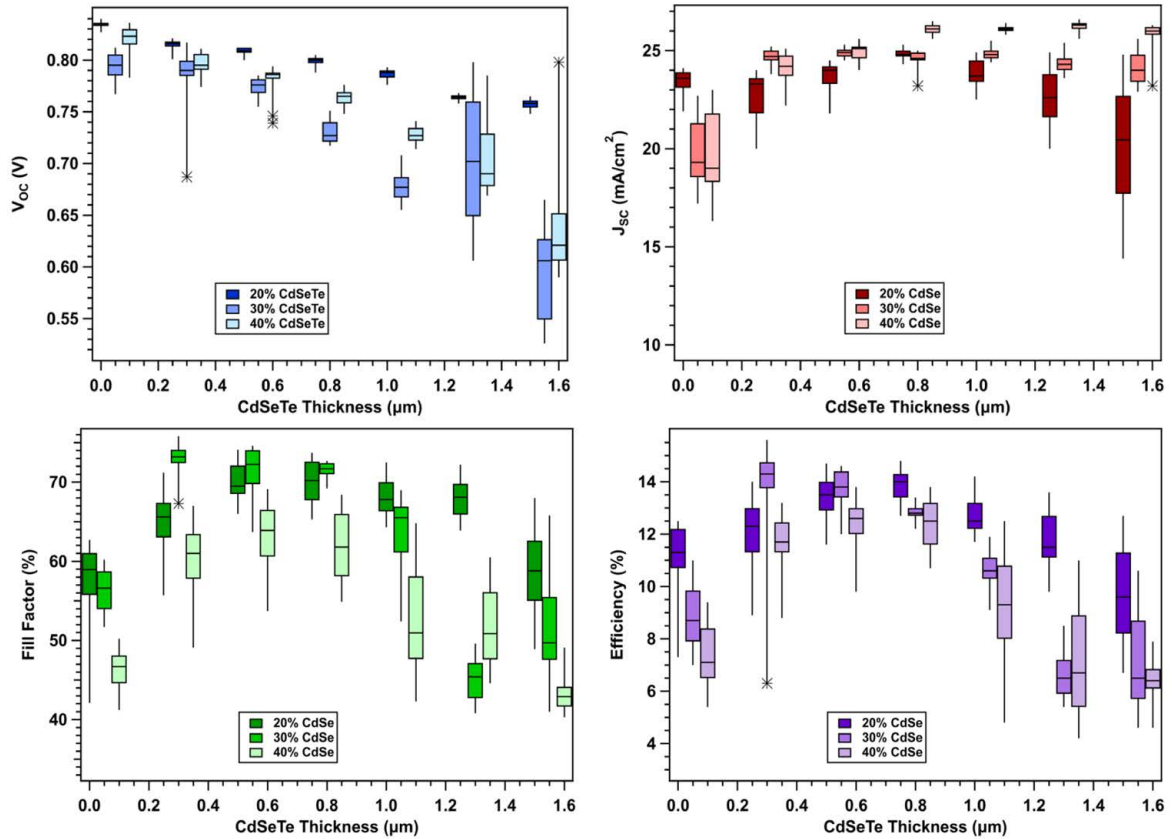 V_OC (V)
0.80
0.75
0.70
0.65
0.60
0.55
20% CdSeTe
30% CdSeTe
40% CdSeTe
0.0 0.2 0.4 0.6 0.8 1.0 1.2 1.4 1.6
CdSeTe Thickness (µm)
J_SC (mA/cm²)
25
20
15
10
20% CdSe
30% CdSe
40% CdSe
0.0 0.2 0.4 0.6 0.8 1.0 1.2 1.4 1.6
CdSeTe Thickness (µm)
Fill Factor (%)
70
60
50
40
20% CdSe
30% CdSe
40% CdSe
0.0 0.2 0.4 0.6 0.8 1.0 1.2 1.4 1.6
CdSeTe Thickness (µm)
Efficiency (%)
14
12
10
8
6
4
20% CdSe
30% CdSe
40% CdSe
0.0 0.2 0.4 0.6 0.8 1.0 1.2 1.4 1.6
CdSeTe Thickness (µm)